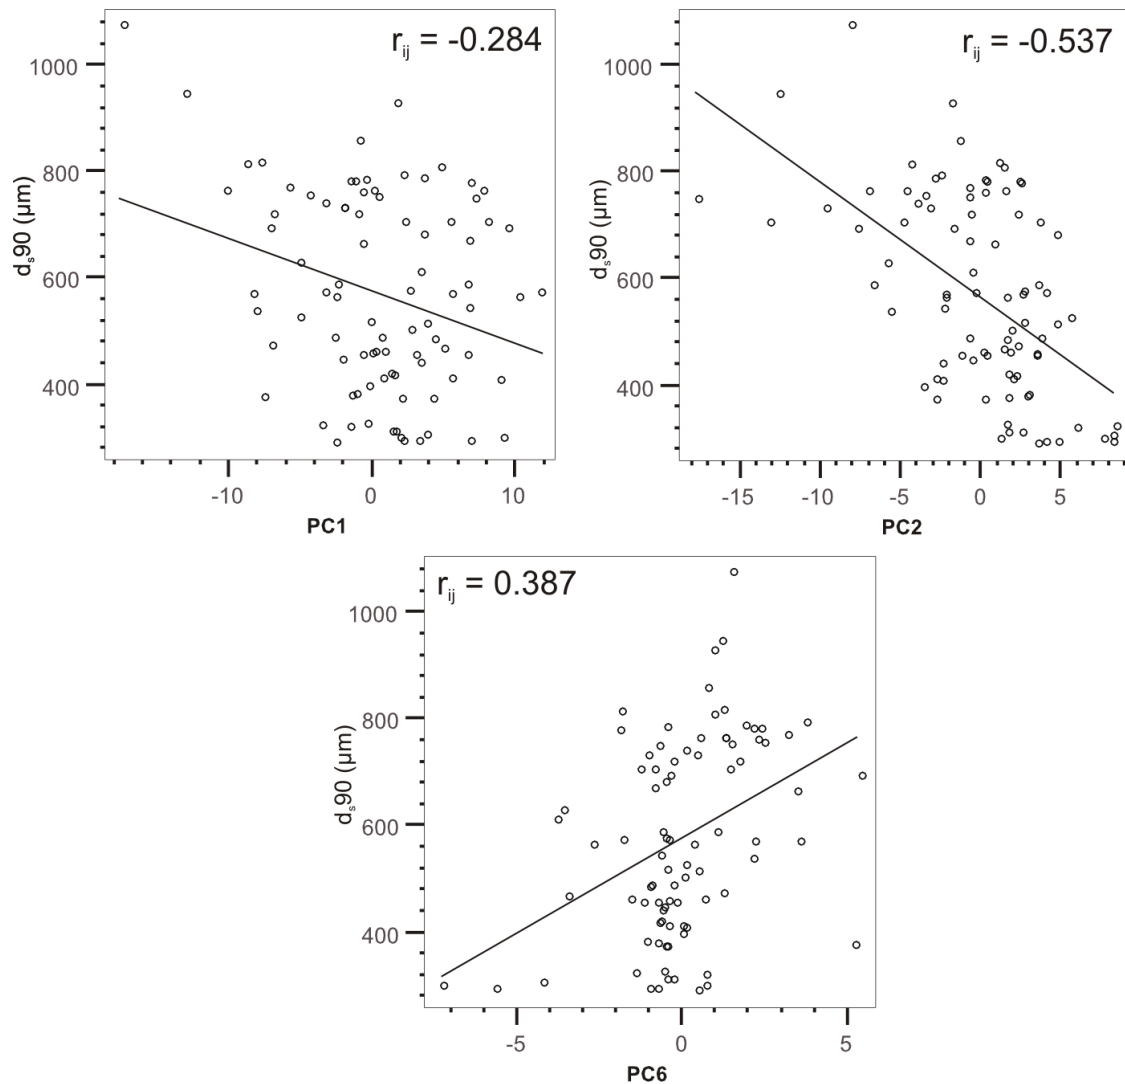 r_ij = -0.284
1000
800
600
400
d_s90 (µm)
-10 0 10
PC1
r_ij = -0.537
1000
800
600
400
d_s90 (µm)
-15 -10 -5 0 5
PC2
r_ij = 0.387
1000
800
600
400
d_s90 (µm)
-5 0 5
PC6